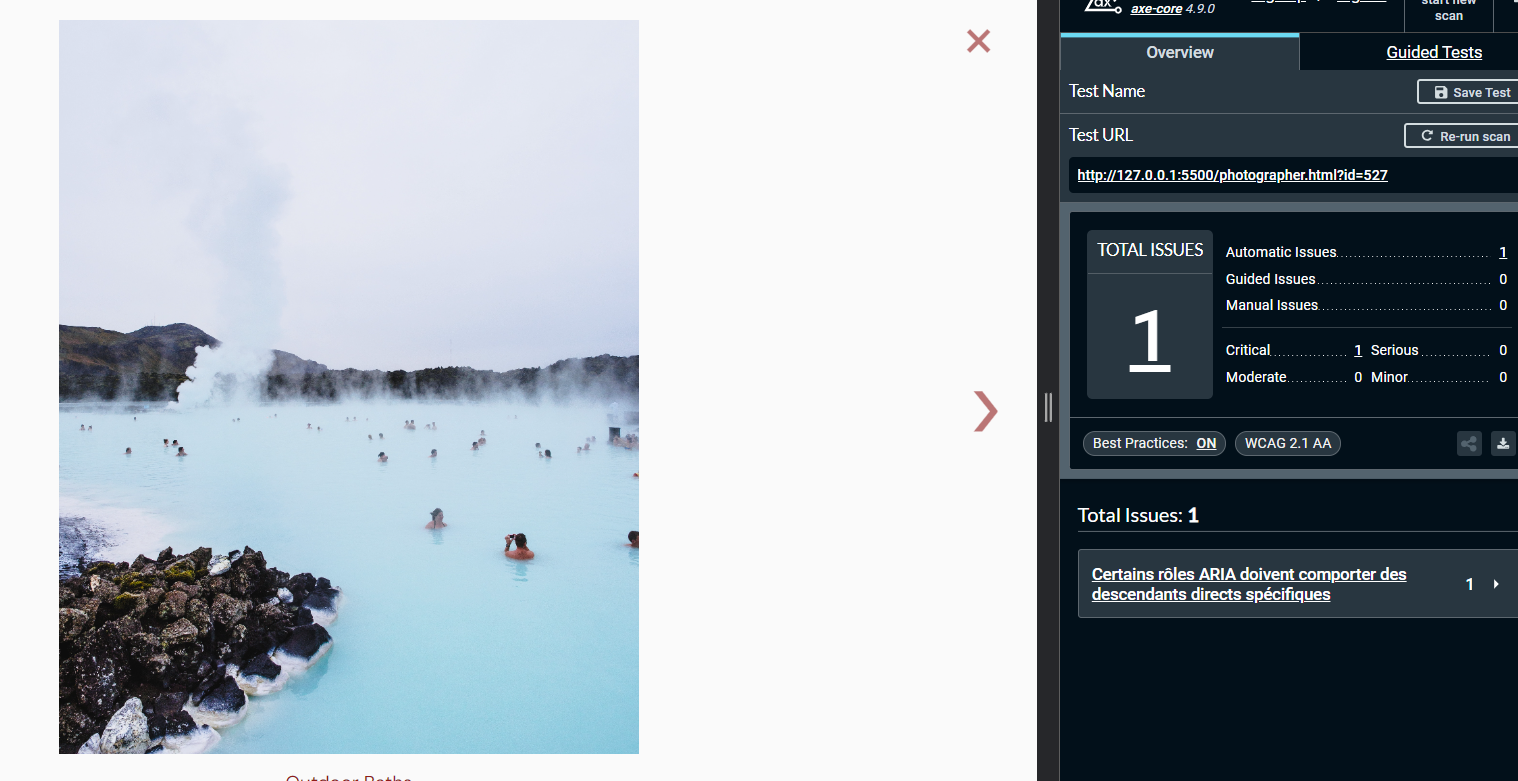 axe-core 4.9.0
start new
scan
Overview
Guided Tests
Test Name
Save Test
Test URL
Re-run scan
http://127.0.0.1:5500/photographer.html?id=527
TOTAL ISSUES
1
Automatic Issues 1
Guided Issues 0
Manual Issues 0
Critical 1 Serious 0
Moderate 0 Minor 0
Best Practices: ON
WCAG 2.1 AA
Total Issues: 1
Certains rôles ARIA doivent comporter des
descendants directs spécifiques
1
Outdoor Baths